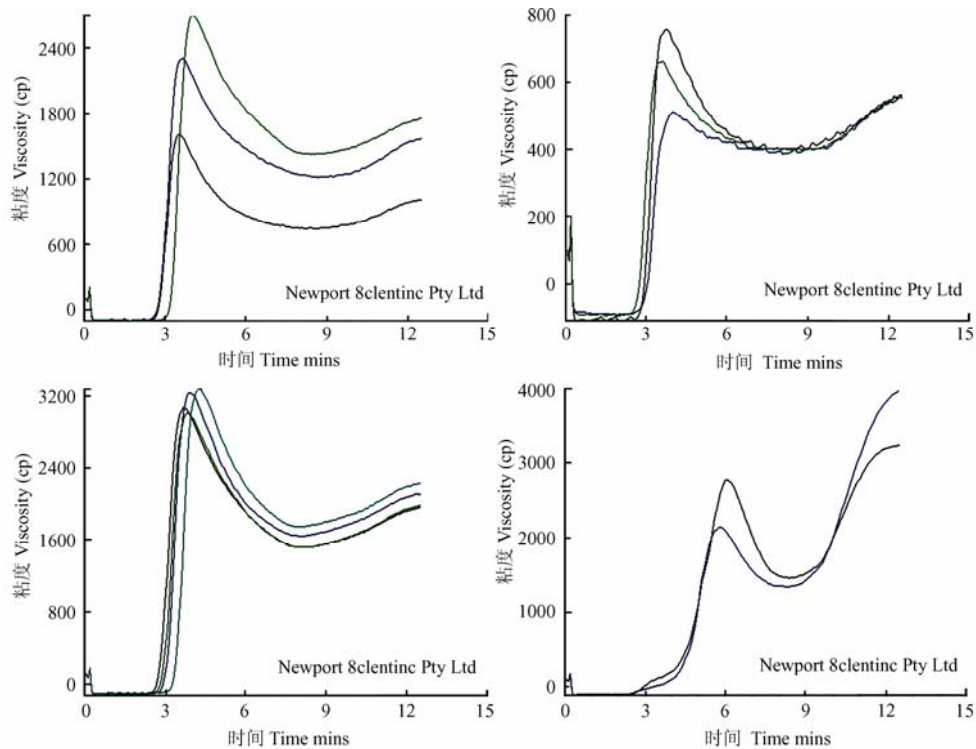 粘度 Viscosity (cp)
2400
1800
1200
600
0
0 3 6 9 12 15
时间 Time mins
Newport 8clentinc Pty Ltd
粘度 Viscosity (cp)
800
600
400
200
0
0 3 6 9 12 15
时间 Time mins
Newport 8clentinc Pty Ltd
粘度 Viscosity (cp)
3200
2400
1600
800
0
0 3 6 9 12 15
时间 Time mins
Newport 8clentinc Pty Ltd
粘度 Viscosity (cp)
4000
3000
2000
1000
0
0 3 6 9 12 15
时间 Time mins
Newport 8clentinc Pty Ltd